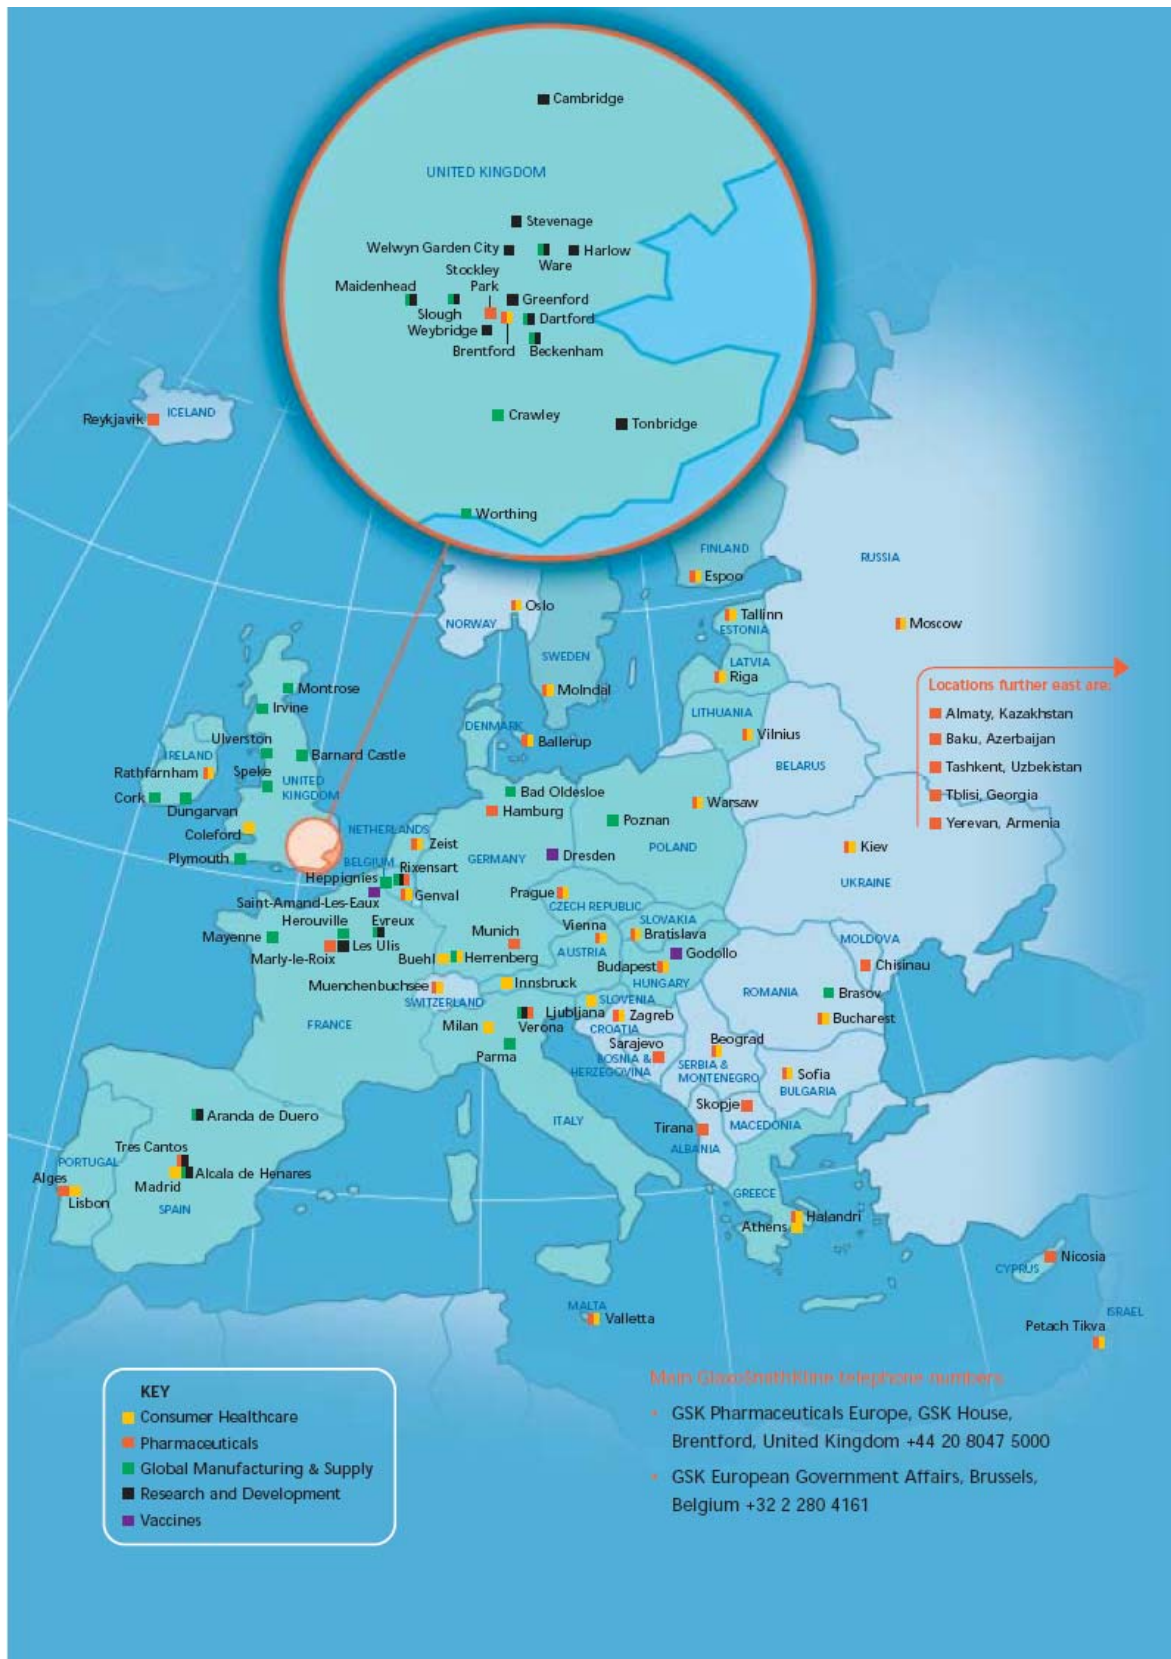 Cambridge
UNITED KINGDOM
Stevenage
Welwyn Garden City
Harlow
Ware
Stockley
Park
Maidenhead
Greenford
Slough
Dartford
Weybridge
Brentford
Beckenham
Crawley
Tonbridge
Worthing
Reykjavik
ICELAND
FINLAND
Espoo
RUSSIA
Oslo
NORWAY
Tallinn
ESTONIA
Moscow
SWEDEN
LATVIA
Riga
Molndal
Montrose
Irvine
LITHUANIA
Vilnius
DENMARK
Ballerup
BELARUS
Locations further east are:
Almaty, Kazakhstan
Baku, Azerbaijan
Tashkent, Uzbekistan
Tblisi, Georgia
Yerevan, Armenia
Ulverston
IRELAND
Barnard Castle
Rathfarnham
Speke
UNITED
KINGDOM
Cork
Dungarvan
Coleford
Plymouth
Bad Oldesloe
Hamburg
Warsaw
Poznan
NETHERLANDS
Zeist
Kiev
POLAND
BELGIUM
Rixensart
GERMANY
Dresden
Heppignies
UKRAINE
Saint-Amand-Les-Eaux
Genval
Prague
CZECH REPUBLIC
Herouville
Evreux
SLOVAKIA
Mayenne
Munich
Vienna
Bratislava
MOLDOVA
Marly-le-Roix
Les Ulis
Buehl
Herrenberg
AUSTRIA
Godollo
Budapest
Chisinau
Muenchenbuchsee
Innsbruck
HUNGARY
ROMANIA
Brasov
SWITZERLAND
SLOVENIA
Ljubljana
Zagreb
Bucharest
FRANCE
Milan
Verona
CROATIA
Parma
Sarajevo
Beograd
BOSNIA &
HERZEGOVINA
SERBIA &
MONTENEGRO
Sofia
BULGARIA
Skopje
Aranda de Duero
ITALY
Tirana
MACEDONIA
ALBANIA
Tres Cantos
PORTUGAL
Alcala de Henares
Alges
Madrid
Lisbon
SPAIN
GREECE
Halandri
Athens
Nicosia
CYPRUS
MALTA
Valletta
ISRAEL
Petach Tikva
KEY
Consumer Healthcare
Pharmaceuticals
Global Manufacturing & Supply
Research and Development
Vaccines
Main GlaxoSmithKline telephone numbers
• GSK Pharmaceuticals Europe, GSK House,
Brentford, United Kingdom +44 20 8047 5000
• GSK European Government Affairs, Brussels,
Belgium +32 2 280 4161